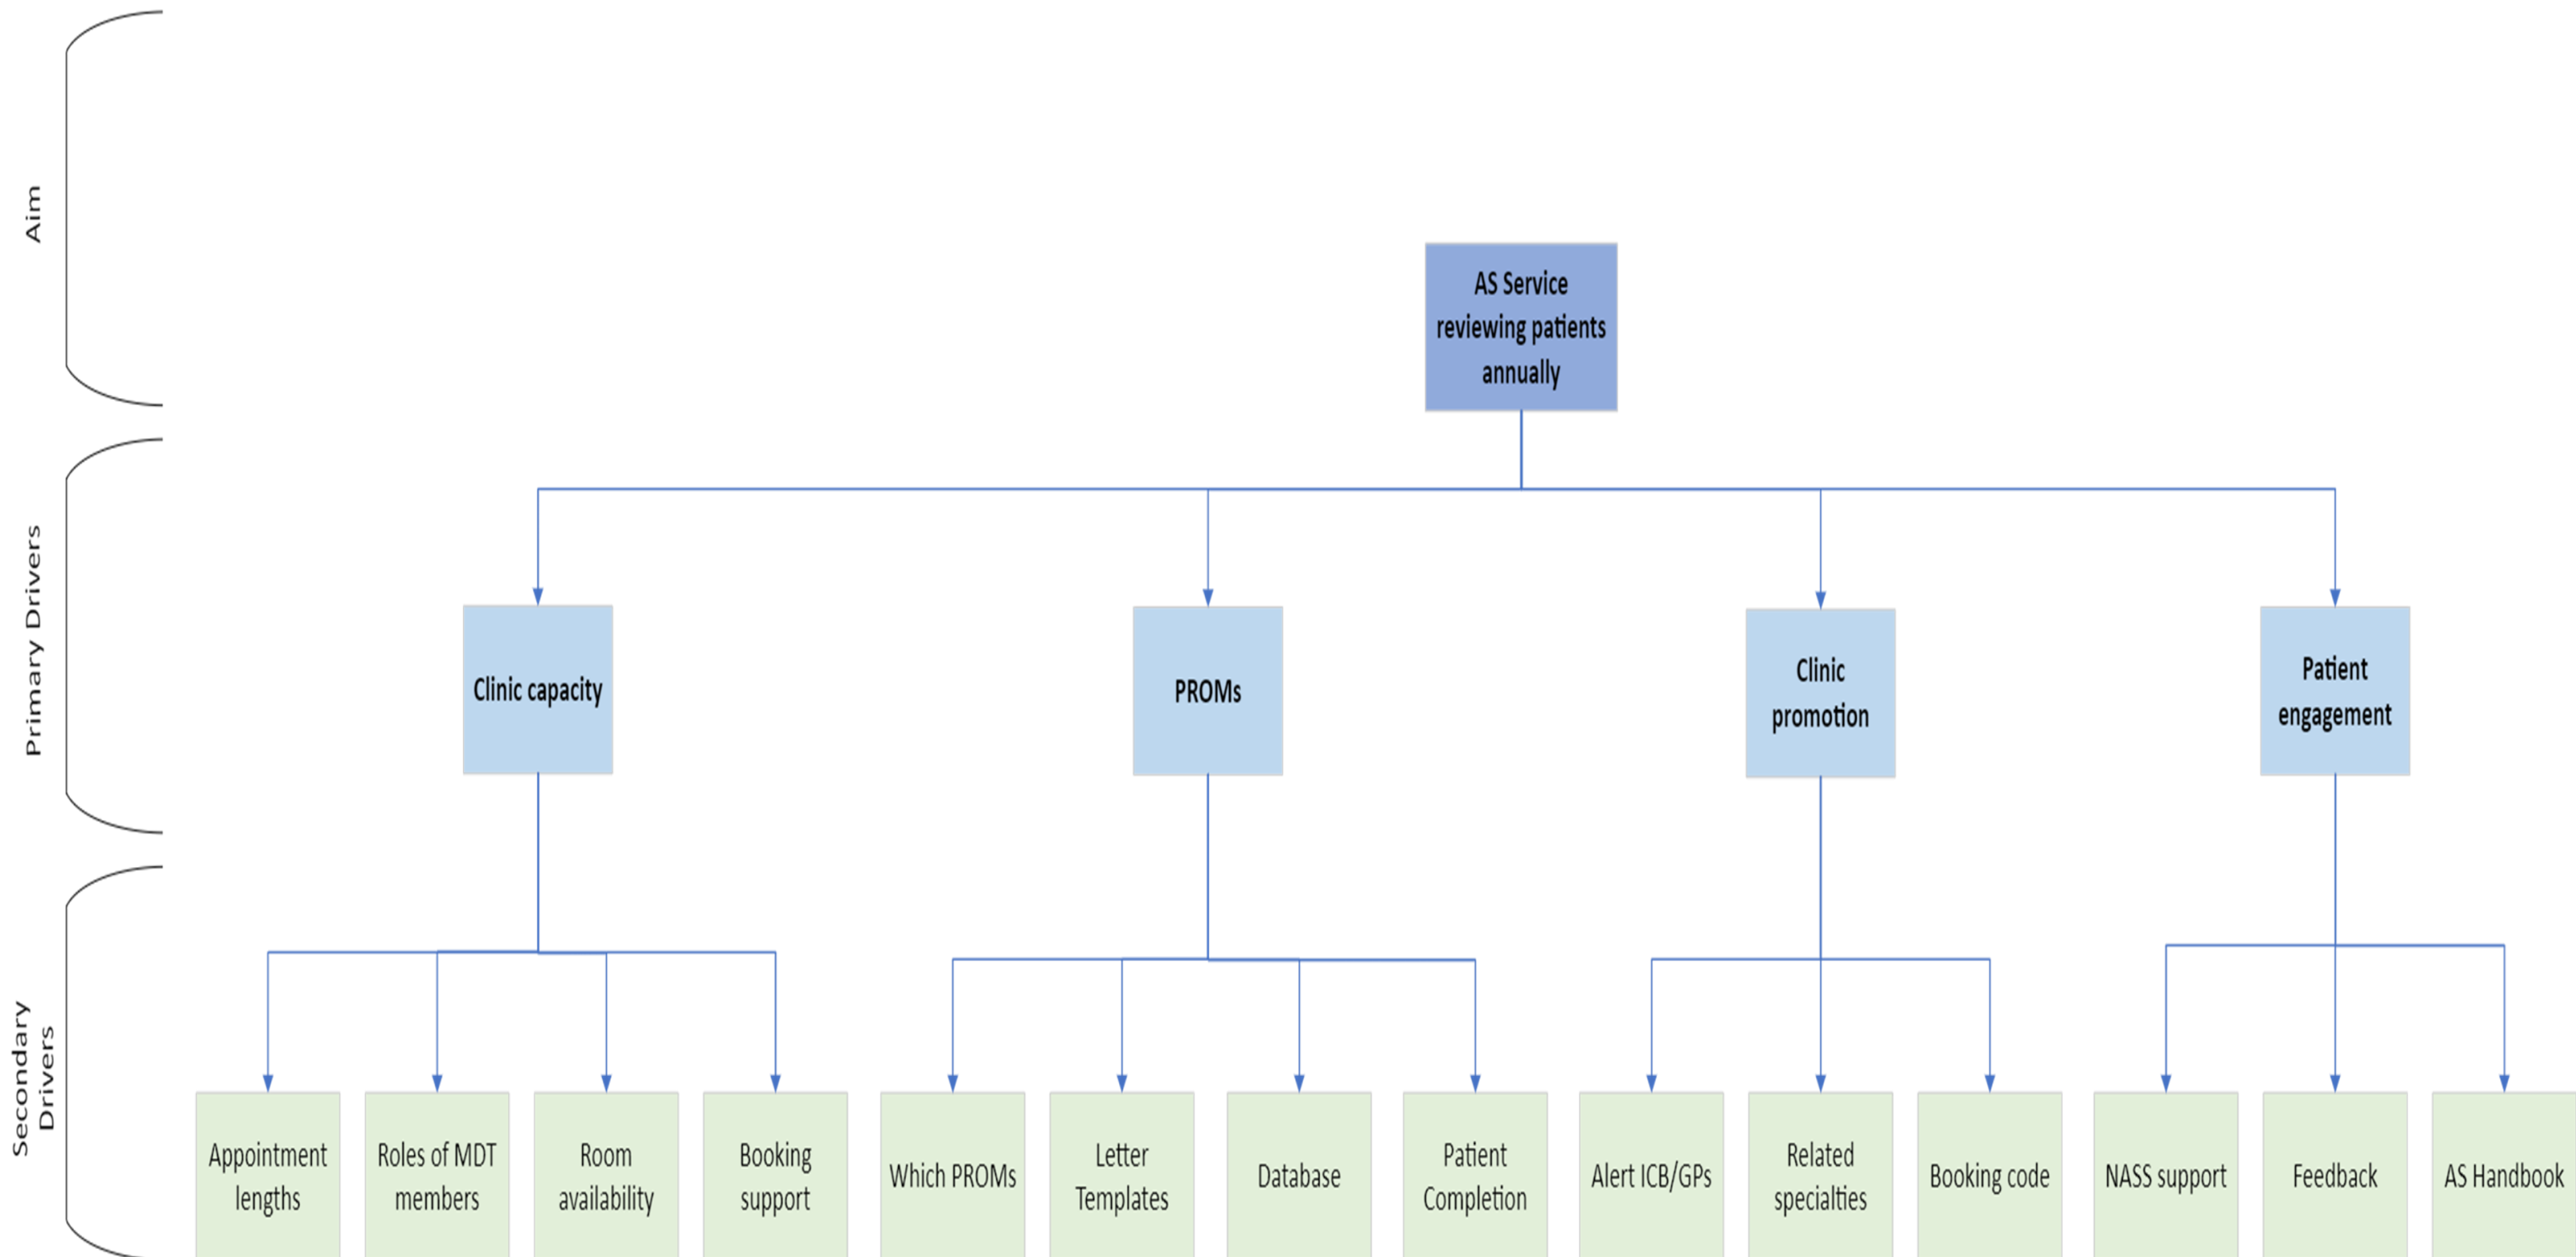 Aim
AS Service
reviewing patients
annually
Primary Drivers
Clinic capacity
PROMs
Clinic
promotion
Patient
engagement
Secondary
Drivers
Appointment
lengths
Roles of MDT
members
Room
availability
Booking
support
Which PROMs
Letter
Templates
Database
Patient
Completion
Alert ICB/GPs
Related
specialties
Booking code
NASS support
Feedback
AS Handbook